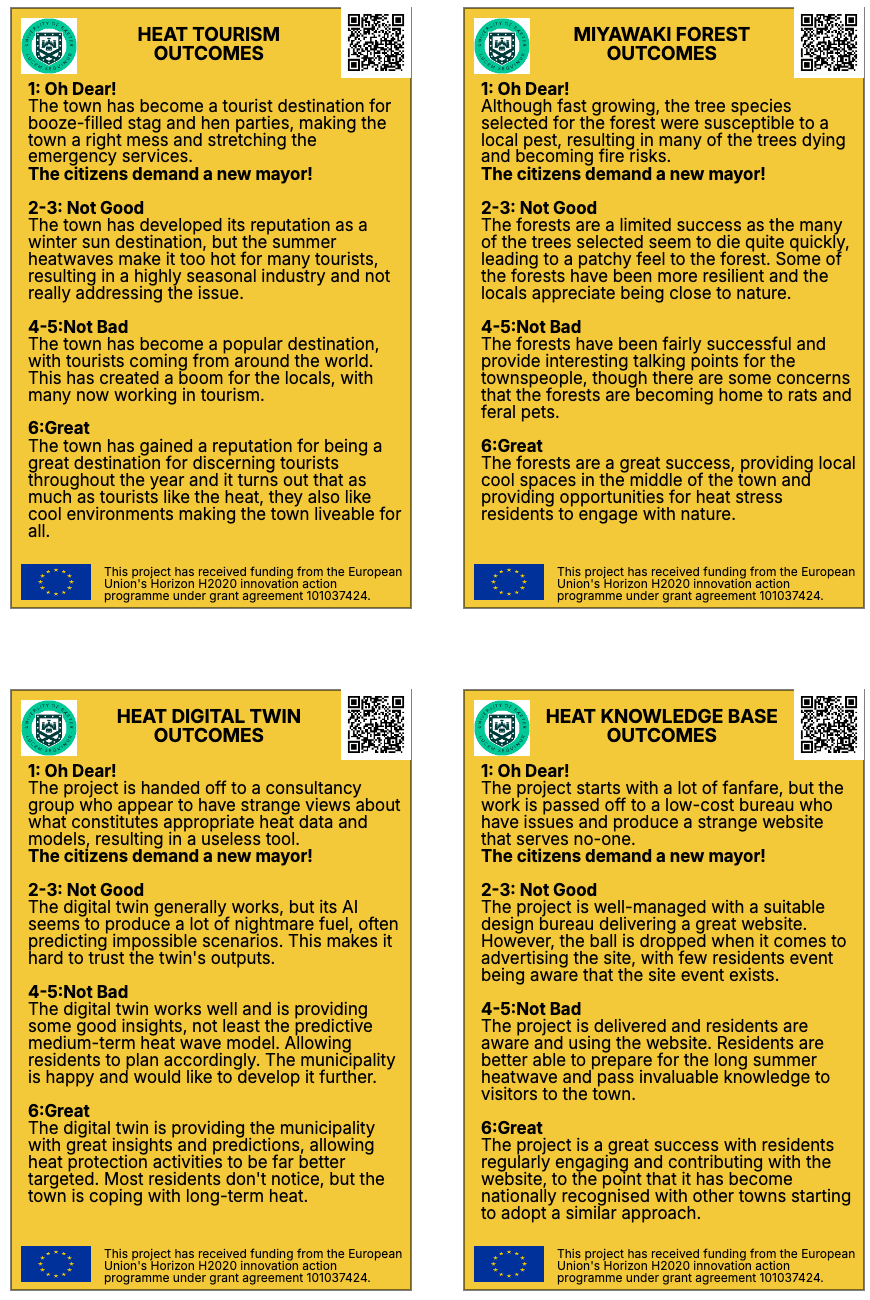 HEAT TOURISM
OUTCOMES
1: Oh Dear!
The town has become a tourist destination for
booze-filled stag and hen parties, making the
town a right mess and stretching the
emergency services.
The citizens demand a new mayor!
2-3: Not Good
The town has developed its reputation as a
winter sun destination, but the summer
heatwaves make it too hot for many tourists,
resulting in a highly seasonal industry and not
really addressing the issue.
4-5:Not Bad
The town has become a popular destination,
with tourists coming from around the world.
This has created a boom for the locals, with
many now working in tourism.
6:Great
The town has gained a reputation for being a
great destination for discerning tourists
throughout the year and it turns out that as
much as tourists like the heat, they also like
cool environments making the town liveable for
all.
This project has received funding from the European
Union's Horizon H2020 innovation action
programme under grant agreement 101037424.
MIYAWAKI FOREST
OUTCOMES
1: Oh Dear!
Although fast growing, the tree species
selected for the forest were susceptible to a
local pest, resulting in many of the trees dying
and becoming fire risks.
The citizens demand a new mayor!
2-3: Not Good
The forests are a limited success as the many
of the trees selected seem to die quite quickly,
leading to a patchy feel to the forest. Some of
the forests have been more resilient and the
locals appreciate being close to nature.
4-5:Not Bad
The forests have been fairly successful and
provide interesting talking points for the
townspeople, though there are some concerns
that the forests are becoming home to rats and
feral pets.
6:Great
The forests are a great success, providing local
cool spaces in the middle of the town and
providing opportunities for heat stress
residents to engage with nature.
This project has received funding from the European
Union's Horizon H2020 innovation action
programme under grant agreement 101037424.
HEAT DIGITAL TWIN
OUTCOMES
1: Oh Dear!
The project is handed off to a consultancy
group who appear to have strange views about
what constitutes appropriate heat data and
models, resulting in a useless tool.
The citizens demand a new mayor!
2-3: Not Good
The digital twin generally works, but its AI
seems to produce a lot of nightmare fuel, often
predicting impossible scenarios. This makes it
hard to trust the twin's outputs.
4-5:Not Bad
The digital twin works well and is providing
some good insights, not least the predictive
medium-term heat wave model. Allowing
residents to plan accordingly. The municipality
is happy and would like to develop it further.
6:Great
The digital twin is providing the municipality
with great insights and predictions, allowing
heat protection activities to be far better
targeted. Most residents don't notice, but the
town is coping with long-term heat.
This project has received funding from the European
Union's Horizon H2020 innovation action
programme under grant agreement 101037424.
HEAT KNOWLEDGE BASE
OUTCOMES
1: Oh Dear!
The project starts with a lot of fanfare, but the
work is passed off to a low-cost bureau who
have issues and produce a strange website
that serves no-one.
The citizens demand a new mayor!
2-3: Not Good
The project is well-managed with a suitable
design bureau delivering a great website.
However, the ball is dropped when it comes to
advertising the site, with few residents event
being aware that the site event exists.
4-5:Not Bad
The project is delivered and residents are
aware and using the website. Residents are
better able to prepare for the long summer
heatwave and pass invaluable knowledge to
visitors to the town.
6:Great
The project is a great success with residents
regularly engaging and contributing with the
website, to the point that it has become
nationally recognised with other towns starting
to adopt a similar approach.
This project has received funding from the European
Union's Horizon H2020 innovation action
programme under grant agreement 101037424.